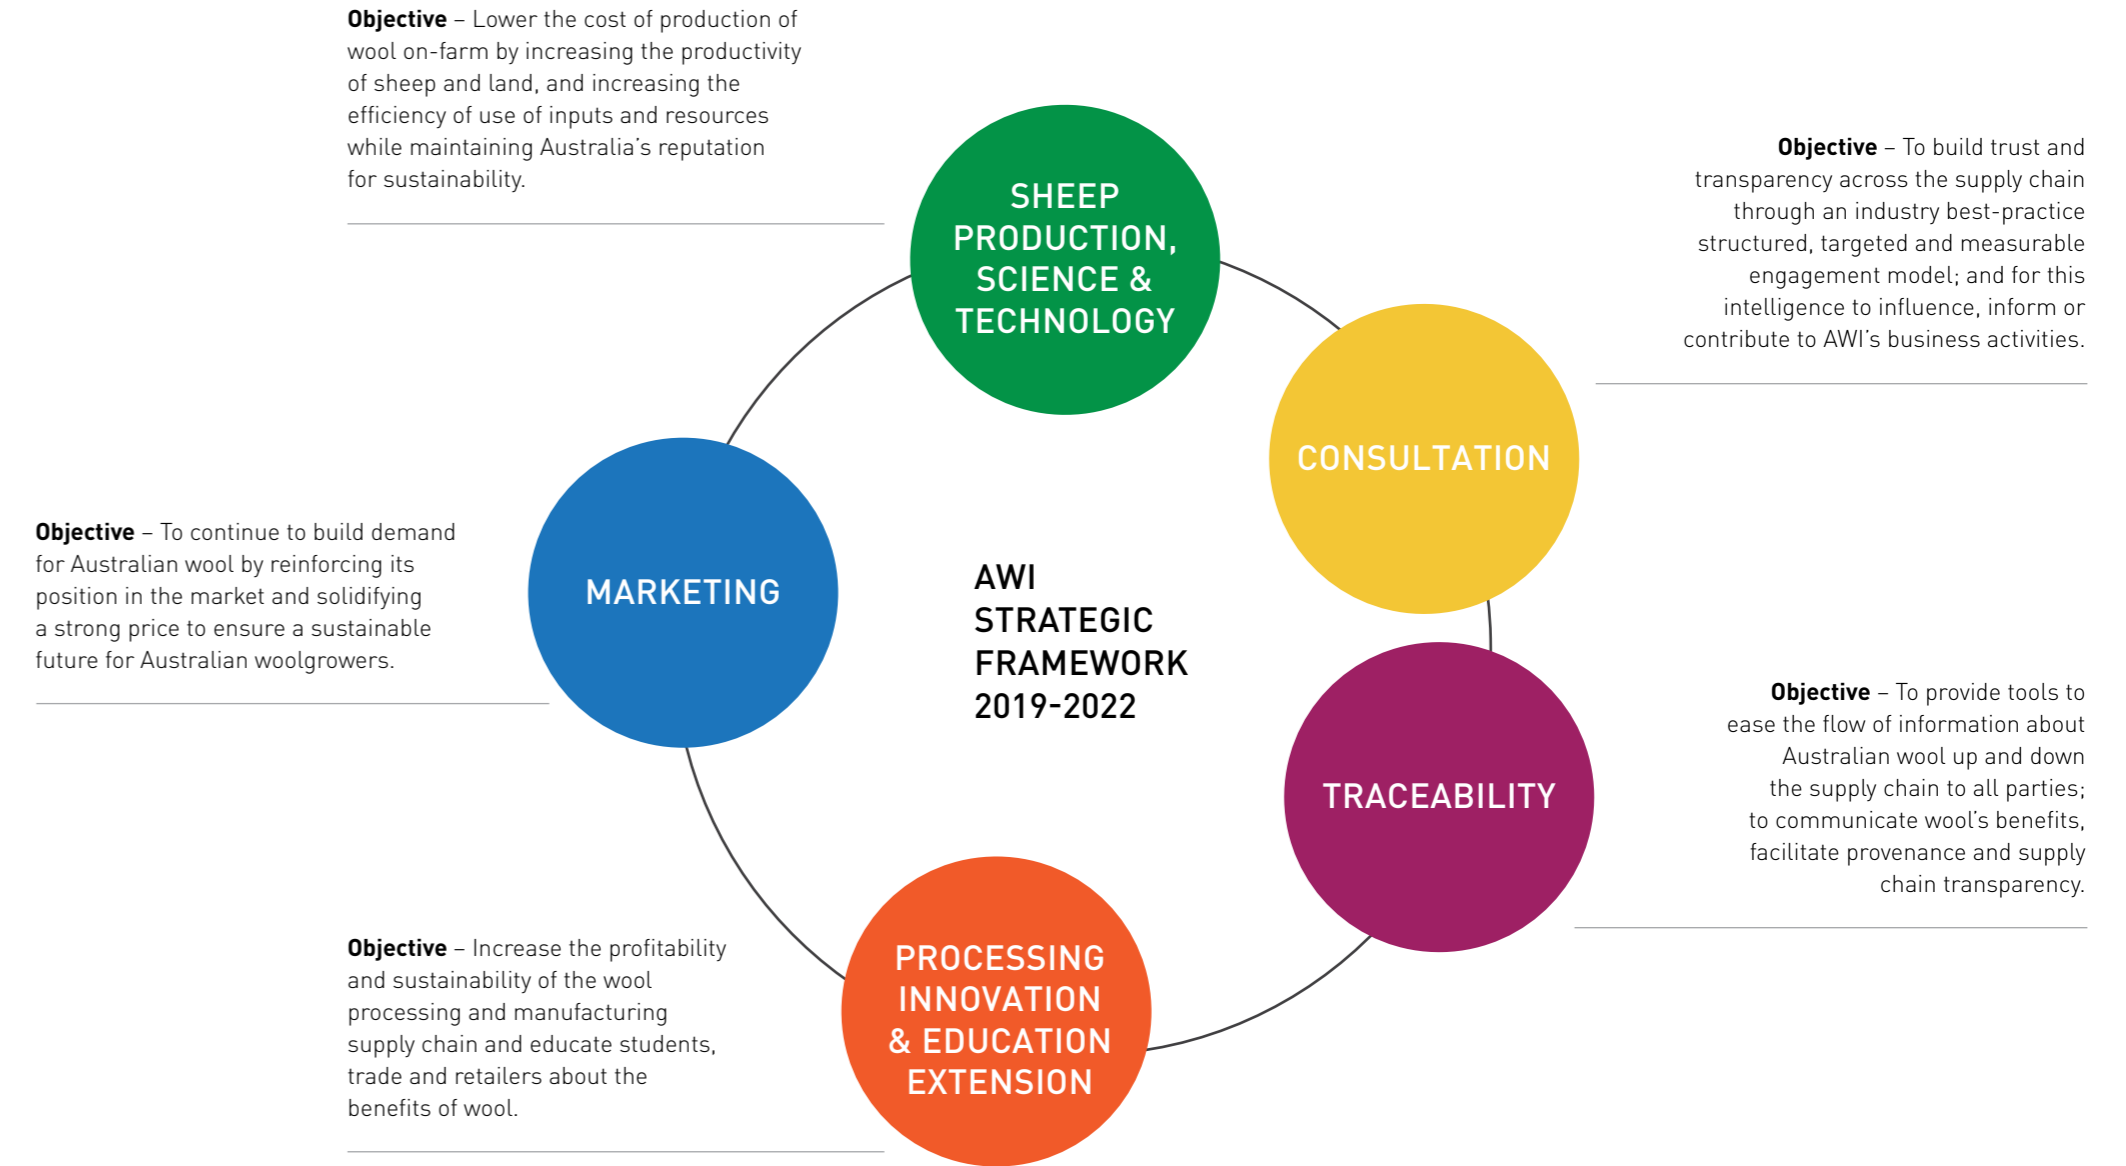 Objective – Lower the cost of production of
wool on-farm by increasing the productivity
of sheep and land, and increasing the
efficiency of use of inputs and resources
while maintaining Australia's reputation
for sustainability.
SHEEP
PRODUCTION,
SCIENCE &
TECHNOLOGY
Objective – To build trust and
transparency across the supply chain
through an industry best-practice
structured, targeted and measurable
engagement model; and for this
intelligence to influence, inform or
contribute to AWI's business activities.
CONSULTATION
Objective – To continue to build demand
for Australian wool by reinforcing its
position in the market and solidifying
a strong price to ensure a sustainable
future for Australian woolgrowers.
MARKETING
AWI
STRATEGIC
FRAMEWORK
2019-2022
TRACEABILITY
Objective – To provide tools to
ease the flow of information about
Australian wool up and down
the supply chain to all parties;
to communicate wool's benefits,
facilitate provenance and supply
chain transparency.
Objective – Increase the profitability
and sustainability of the wool
processing and manufacturing
supply chain and educate students,
trade and retailers about the
benefits of wool.
PROCESSING
INNOVATION
& EDUCATION
EXTENSION